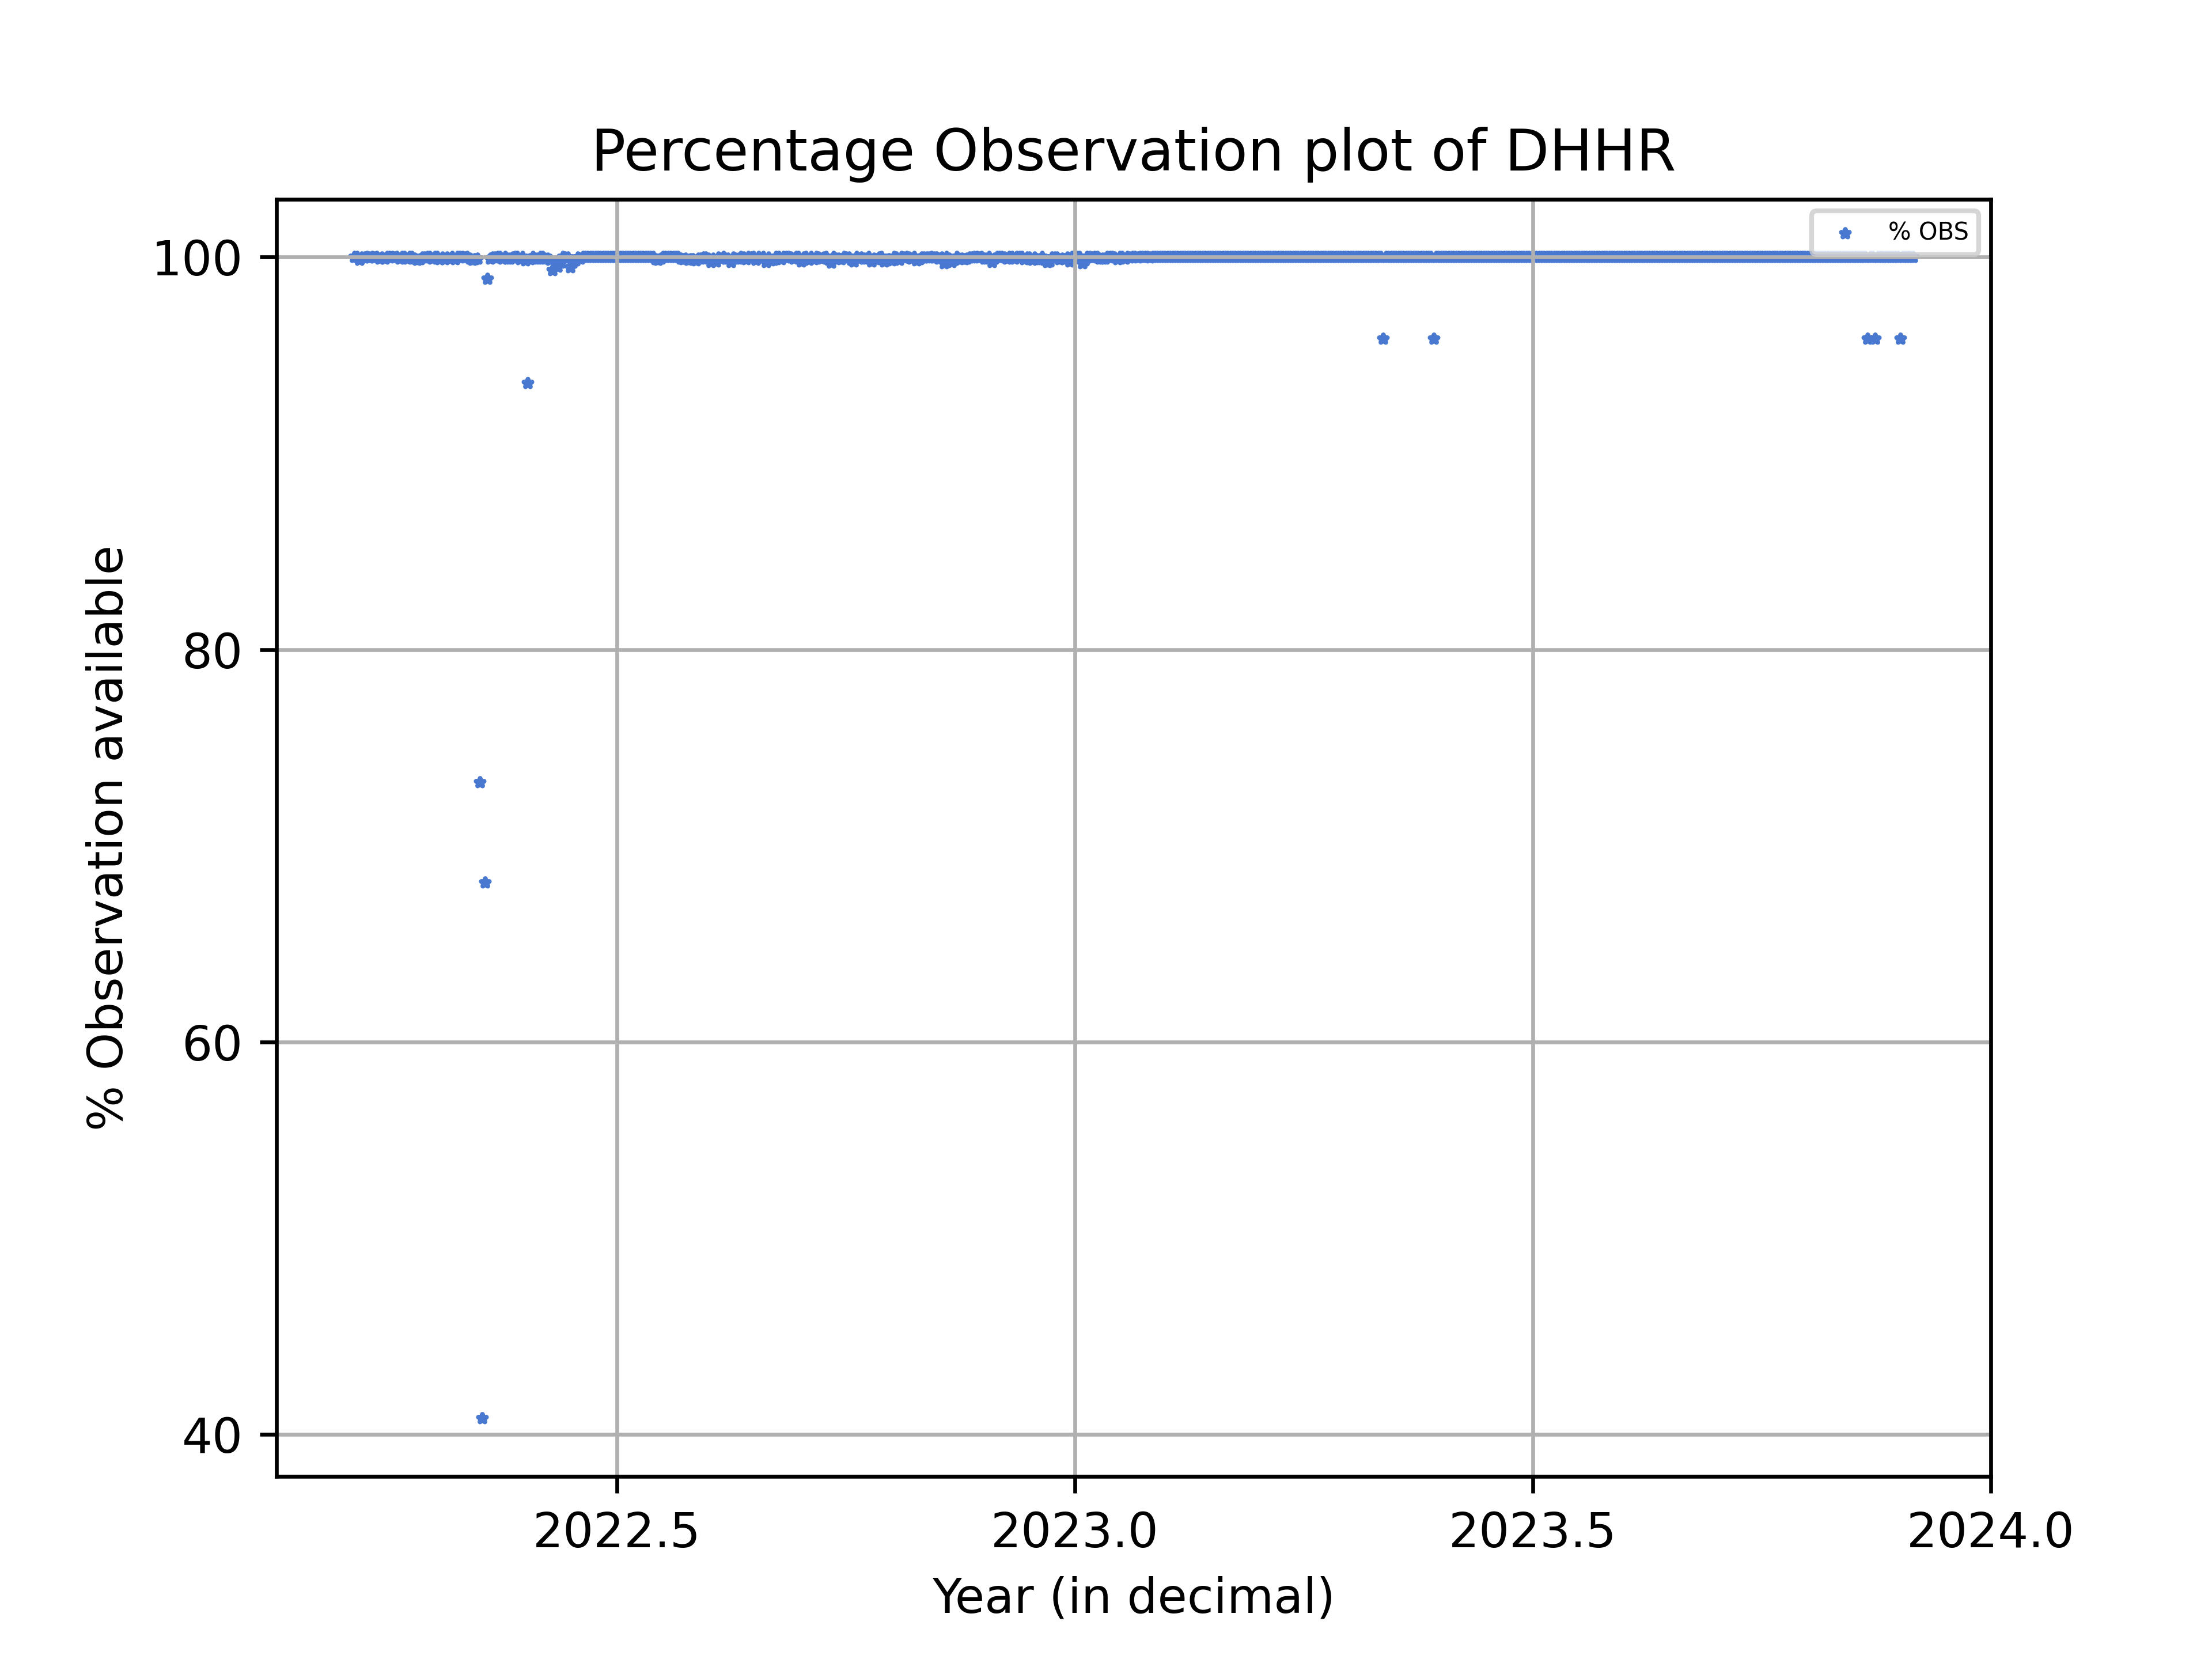 Percentage Observation plot of DHHR
% OBS
100
80
60
40
% Observation available
2022.5 2023.0 2023.5 2024.0
Year (in decimal)